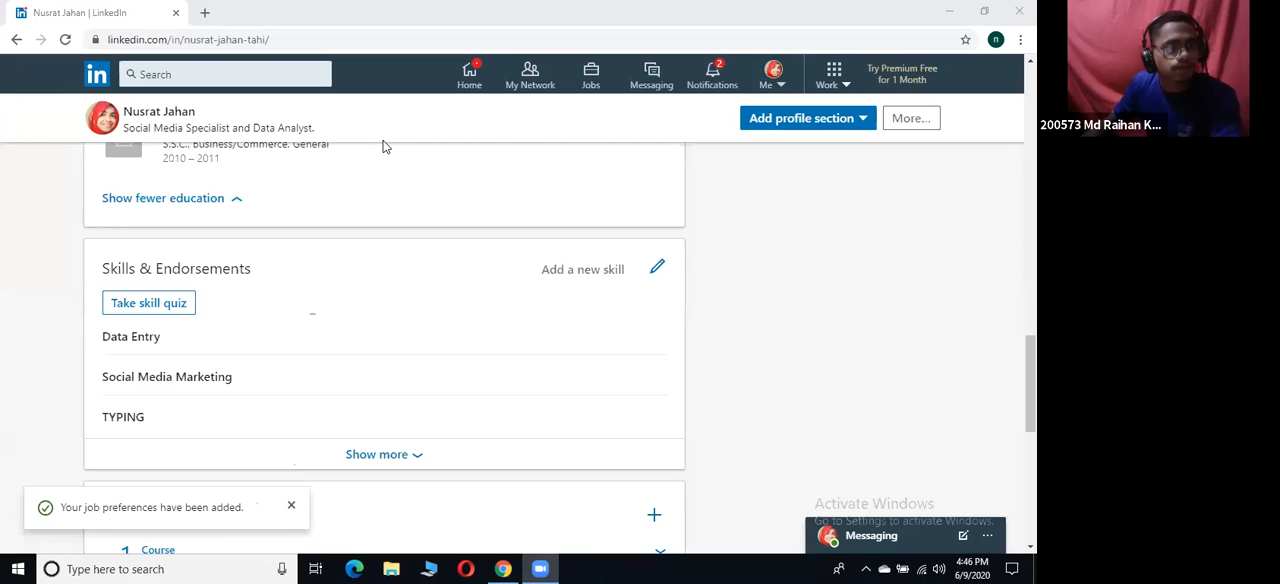 Nusrat Jahan | LinkedIn
linkedin.com/in/nusrat-jahan-tahi/
n
in
Search
Home
My Network
Jobs
Messaging
2
Notifications
Me
Work
Try Premium Free
for 1 Month
Nusrat Jahan
Social Media Specialist and Data Analyst.
Add profile section
More...
S.S.C., Business/Commerce, General
2010 – 2011
Show fewer education
Skills & Endorsements
Add a new skill
Take skill quiz
Data Entry
Social Media Marketing
TYPING
Show more
Your job preferences have been added.
1 Course
Activate Windows
Go to Settings to activate Windows.
Messaging
Type here to search
4:46 PM
6/9/2020
200573 Md Raihan K...